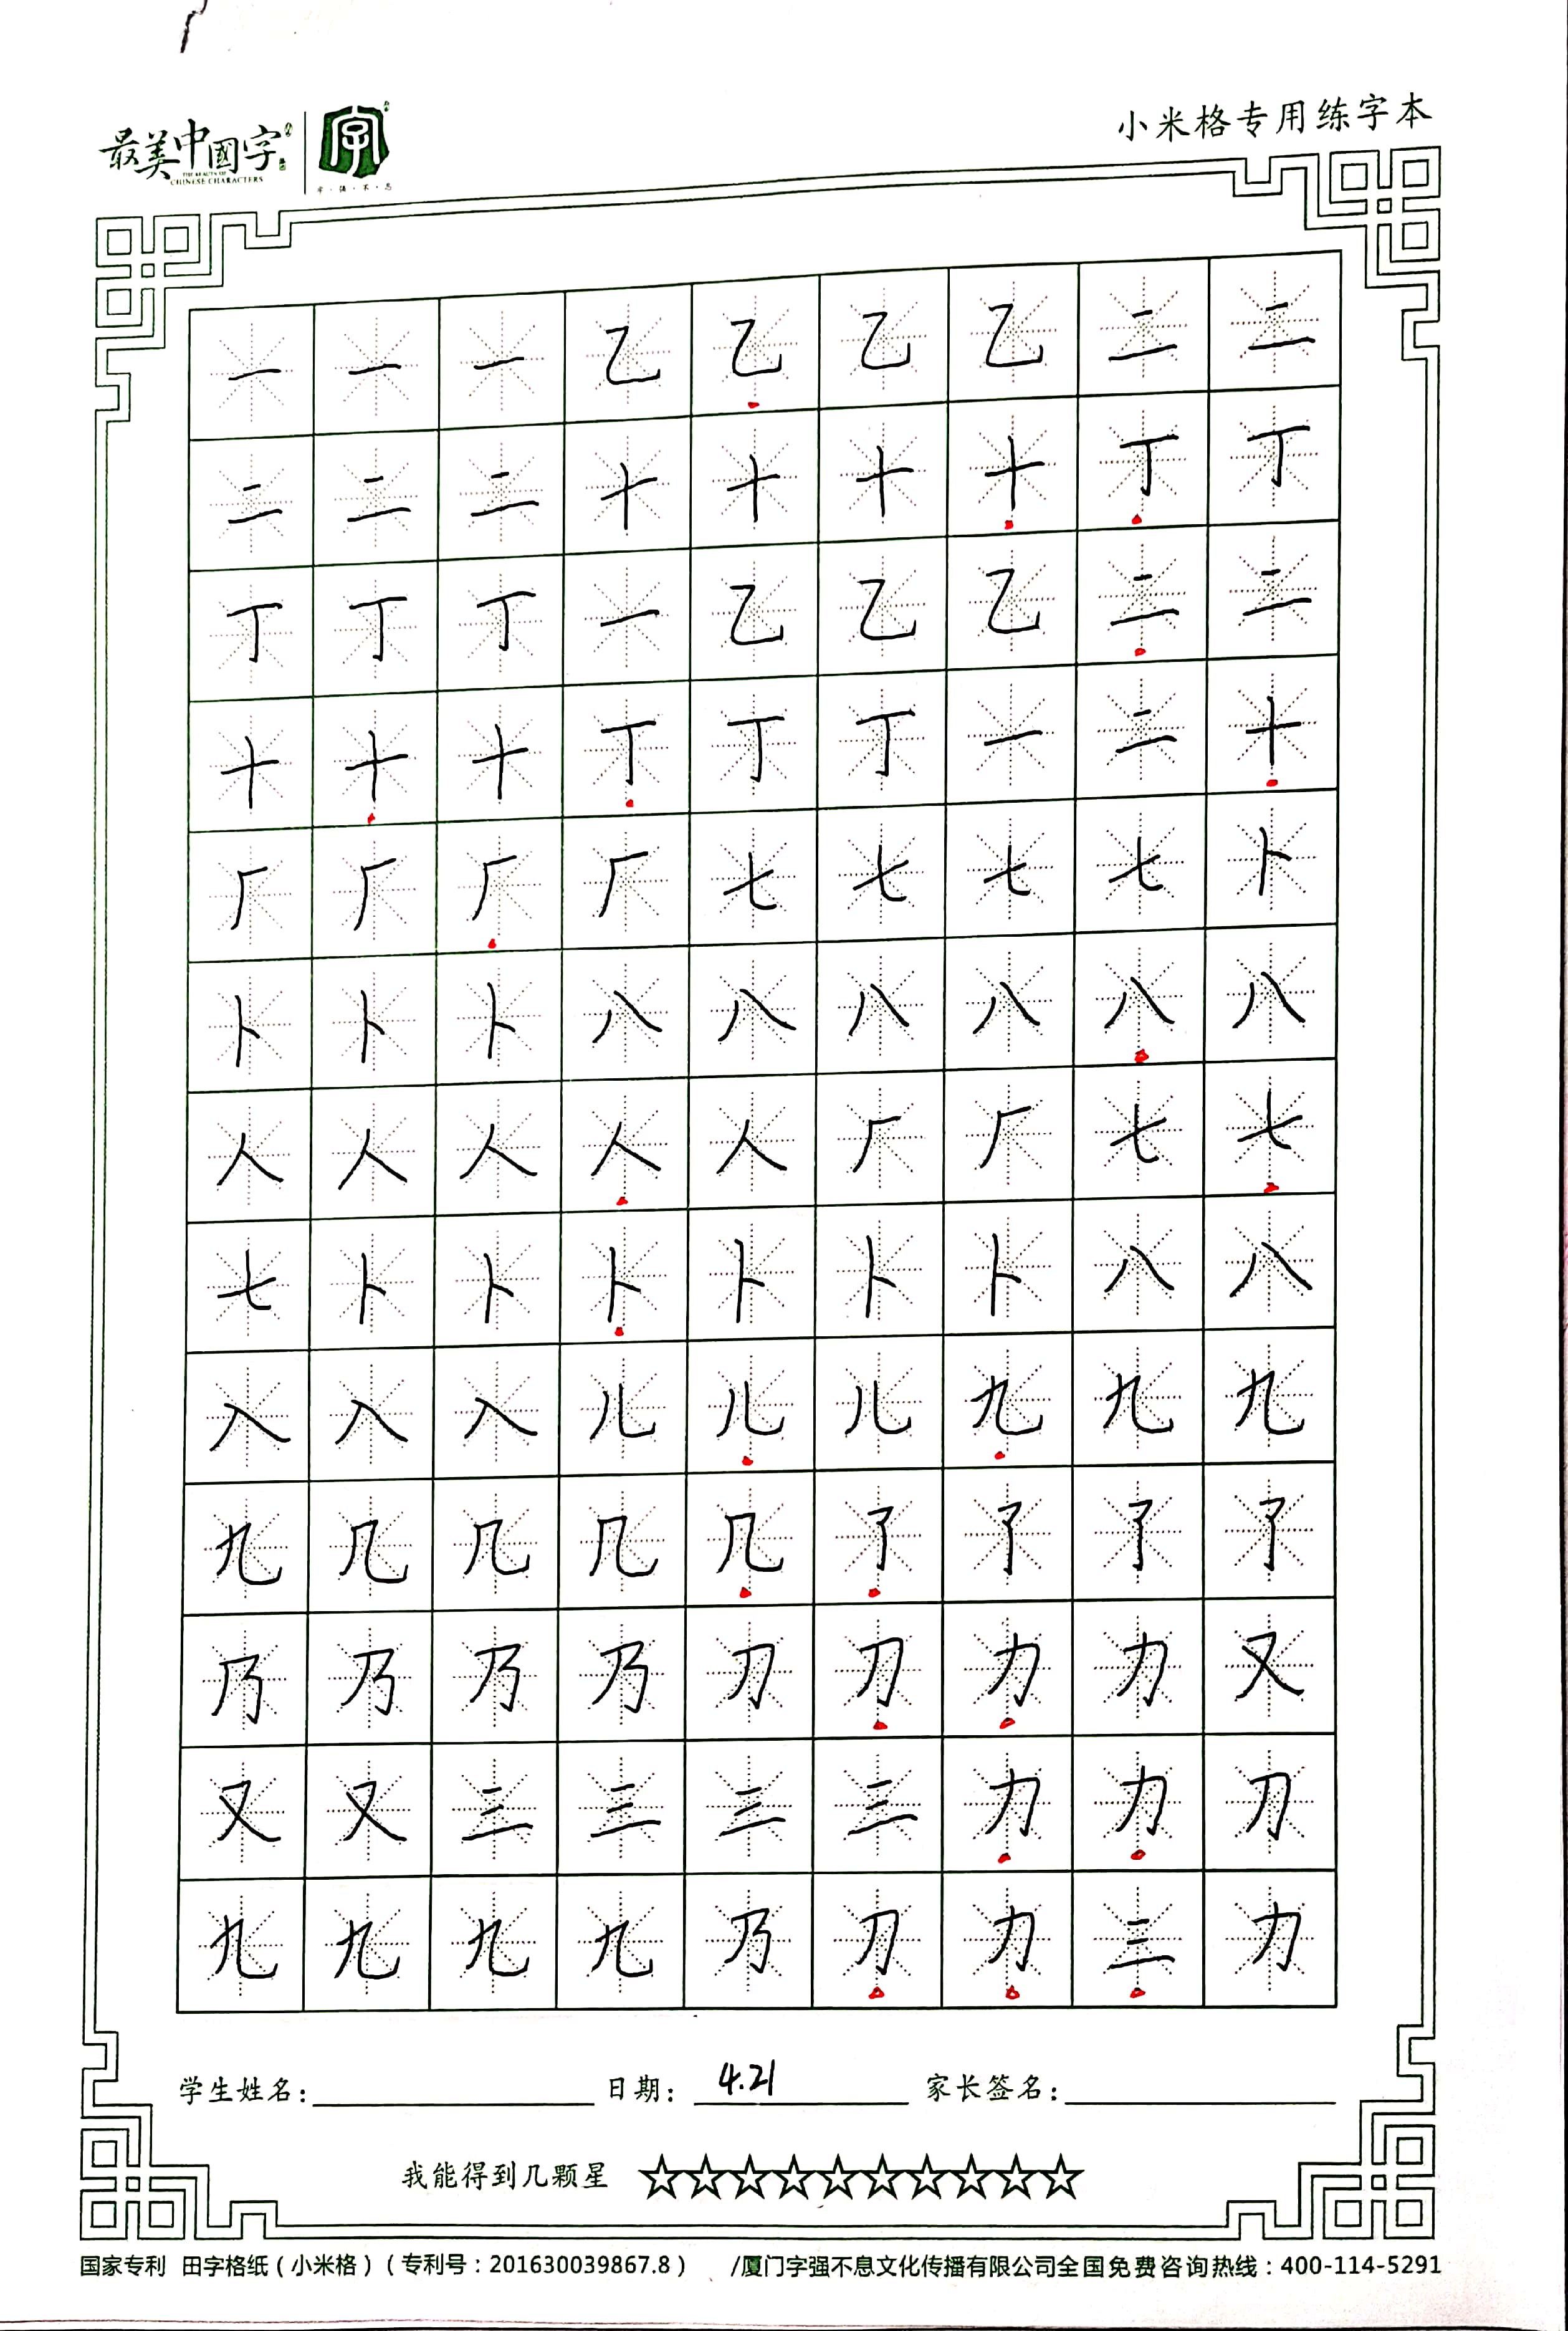 最美中國字
THE BEAUTY OF
CHINESE CHARACTERS
字
字·强·不·息
小米格专用练字本
一 一 一 乙 乙 乙 乙 二 二
二 二 二 十 十 十 十 丁 丁
丁 丁 丁 一 乙 乙 乙 二 二
十 十 十 丁 丁 丁 一 二 十
厂 厂 厂 厂 七 七 七 七 卜
卜 卜 卜 八 八 八 八 八 八
人 人 人 人 人 厂 厂 七 七
七 卜 卜 卜 卜 卜 卜 八 八
入 入 入 儿 儿 儿 九 九 九
九 几 几 几 几 了 了 了 了
乃 乃 乃 乃 刀 刀 力 力 又
又 又 三 三 三 三 力 力 刀
九 九 九 九 乃 刀 力 三 力
学生姓名: 日期: 4.21 家长签名:
我能得到几颗星 ☆☆☆☆☆☆☆☆☆☆
国家专利 田字格纸(小米格)(专利号:201630039867.8) /厦门字强不息文化传播有限公司全国免费咨询热线:400-114-5291